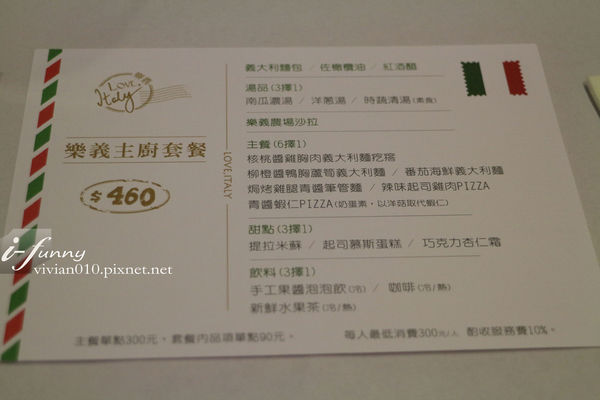 樂義
LOVE,
Italy
樂義主廚套餐
$460
LOVE ITALY
義大利麵包 / 佐橄欖油 / 紅酒醋
湯品(3擇1)
南瓜濃湯 / 洋蔥湯 / 時蔬清湯(素食)
樂義農場沙拉
主餐(6擇1)
核桃醬雞胸肉義大利麵疙瘩
柳橙醬鴨胸蘆筍義大利麵 / 番茄海鮮義大利麵
焗烤雞腿青醬筆管麵 / 辣味起司雞肉PIZZA
青醬蝦仁PIZZA(奶蛋素,以洋菇取代蝦仁)
甜點(3擇1)
提拉米蘇 / 起司慕斯蛋糕 / 巧克力杏仁霜
飲料(3擇1)
手工果醬泡泡飲(冷) / 咖啡(冷/熱)
新鮮水果茶(冷/熱)
主餐單點300元,套餐內品項單點90元。 每人最低消費300元/人 酌收服務費10%。
i-funny
vivian010.pixnet.net